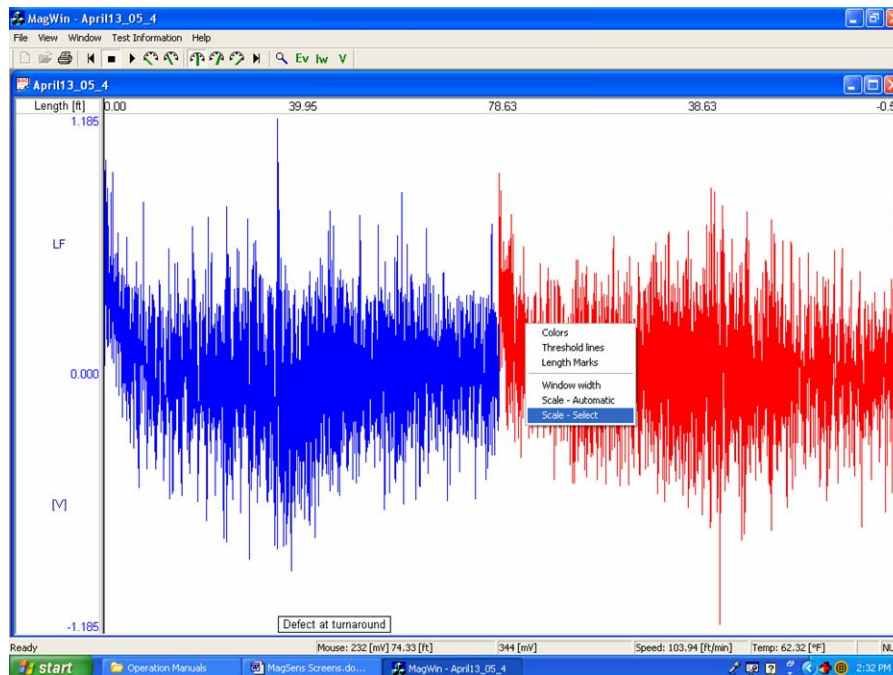 MagWin - April13_05_4
File View Window Test Information Help
Ev Iw V
April13_05_4
Length [ft] 0.00 39.95 78.63 38.63 -0.5
1.185
LF
Colors
Threshold lines
Length Marks
0.000
Window width
Scale - Automatic
Scale - Select
[V]
-1.185
Defect at turnaround
Ready Mouse: 232 [mV] 74.33 [ft] 344 [mV] Speed: 103.94 [ft/min] Temp: 62.32 [°F] NU
start Operation Manuals MagSens Screens.do... MagWin - April13_05_4 2:32 PM